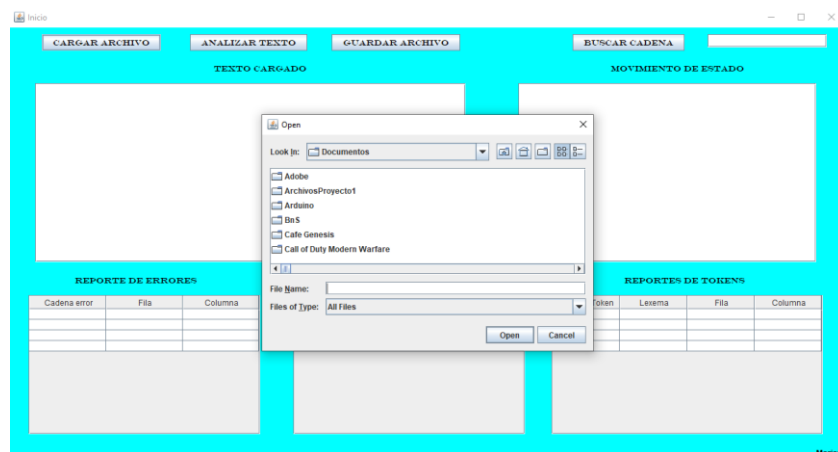 Inicio
CARGAR ARCHIVO ANALIZAR TEXTO GUARDAR ARCHIVO BUSCAR CADENA
TEXTO CARGADO MOVIMIENTO DE ESTADO
Open
Look In: Documentos
Adobe
ArchivosProyecto1
Arduino
BnS
Cafe Genesis
Call of Duty Modern Warfare
File Name:
Files of Type: All Files
Open Cancel
REPORTE DE ERRORES REPORTES DE TOKENS
Cadena error Fila Columna Token Lexema Fila Columna